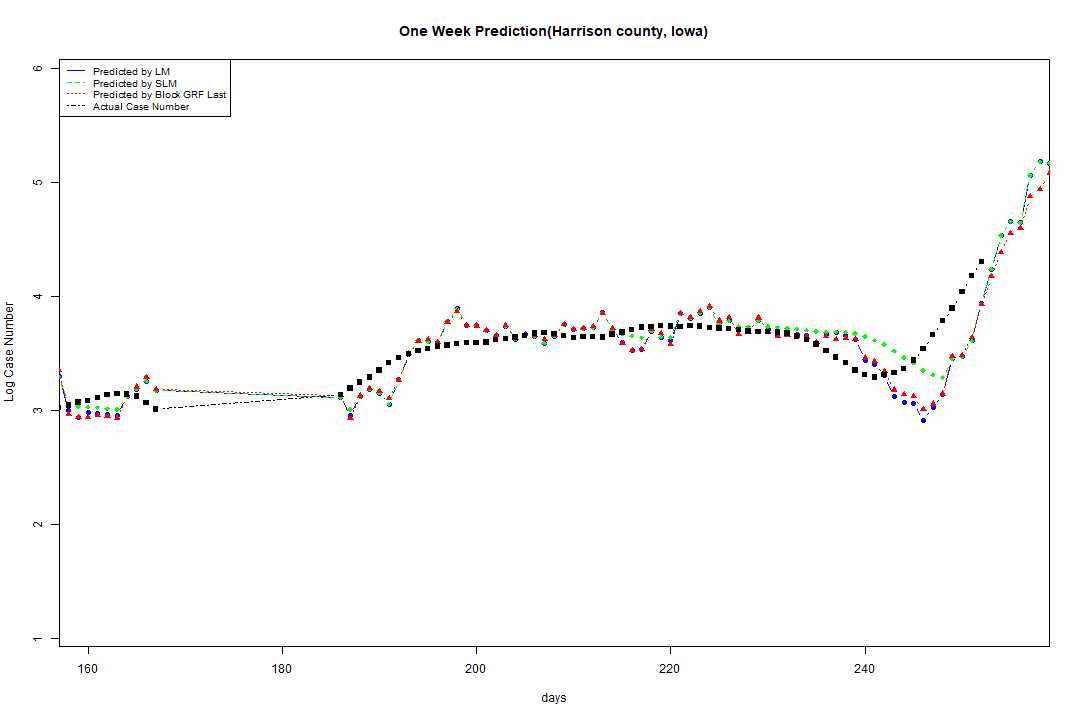 One Week Prediction(Harrison county, Iowa)
Predicted by LM
Predicted by SLM
Predicted by Block GRF Last
Actual Case Number
6
5
4
3
2
1
Log Case Number
160 180 200 220 240
days